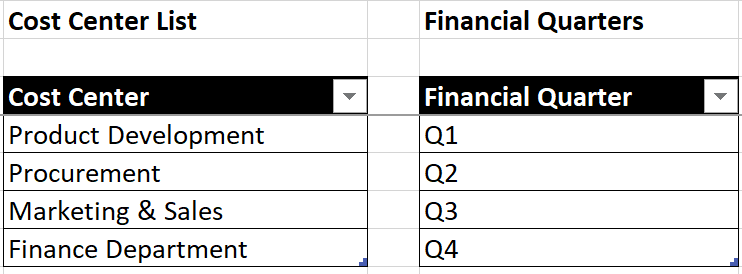 Cost Center List
Financial Quarters
Cost Center
Financial Quarter
Product Development
Q1
Procurement
Q2
Marketing & Sales
Q3
Finance Department
Q4